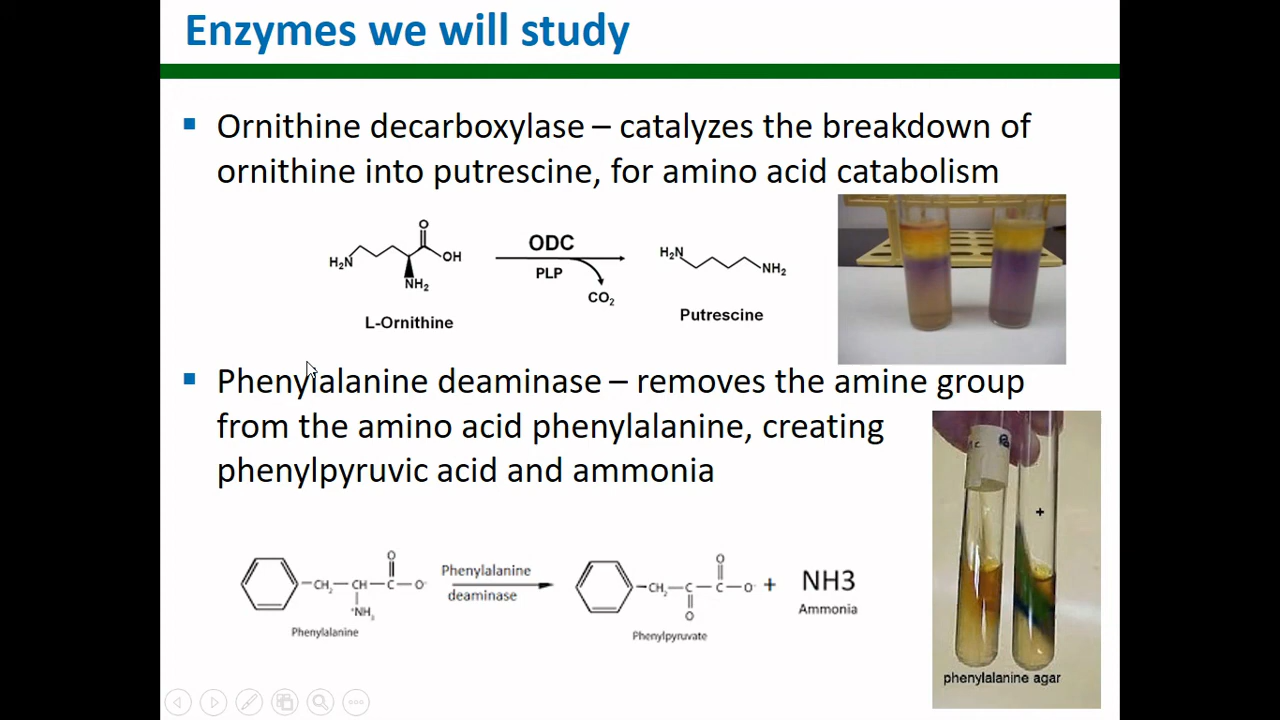 Enzymes we will study
Ornithine decarboxylase – catalyzes the breakdown of
ornithine into putrescine, for amino acid catabolism
O
H₂N
OH
NH₂
L-Ornithine
ODC
PLP
CO₂
H₂N
NH₂
Putrescine
Phenylalanine deaminase – removes the amine group
from the amino acid phenylalanine, creating
phenylpyruvic acid and ammonia
O
CH₂ CH C O⁻
⁺NH₃
Phenylalanine
Phenylalanine
deaminase
O
CH₂ C C O⁻
O
Phenylpyruvate
+
NH3
Ammonia
+
phenylalanine agar